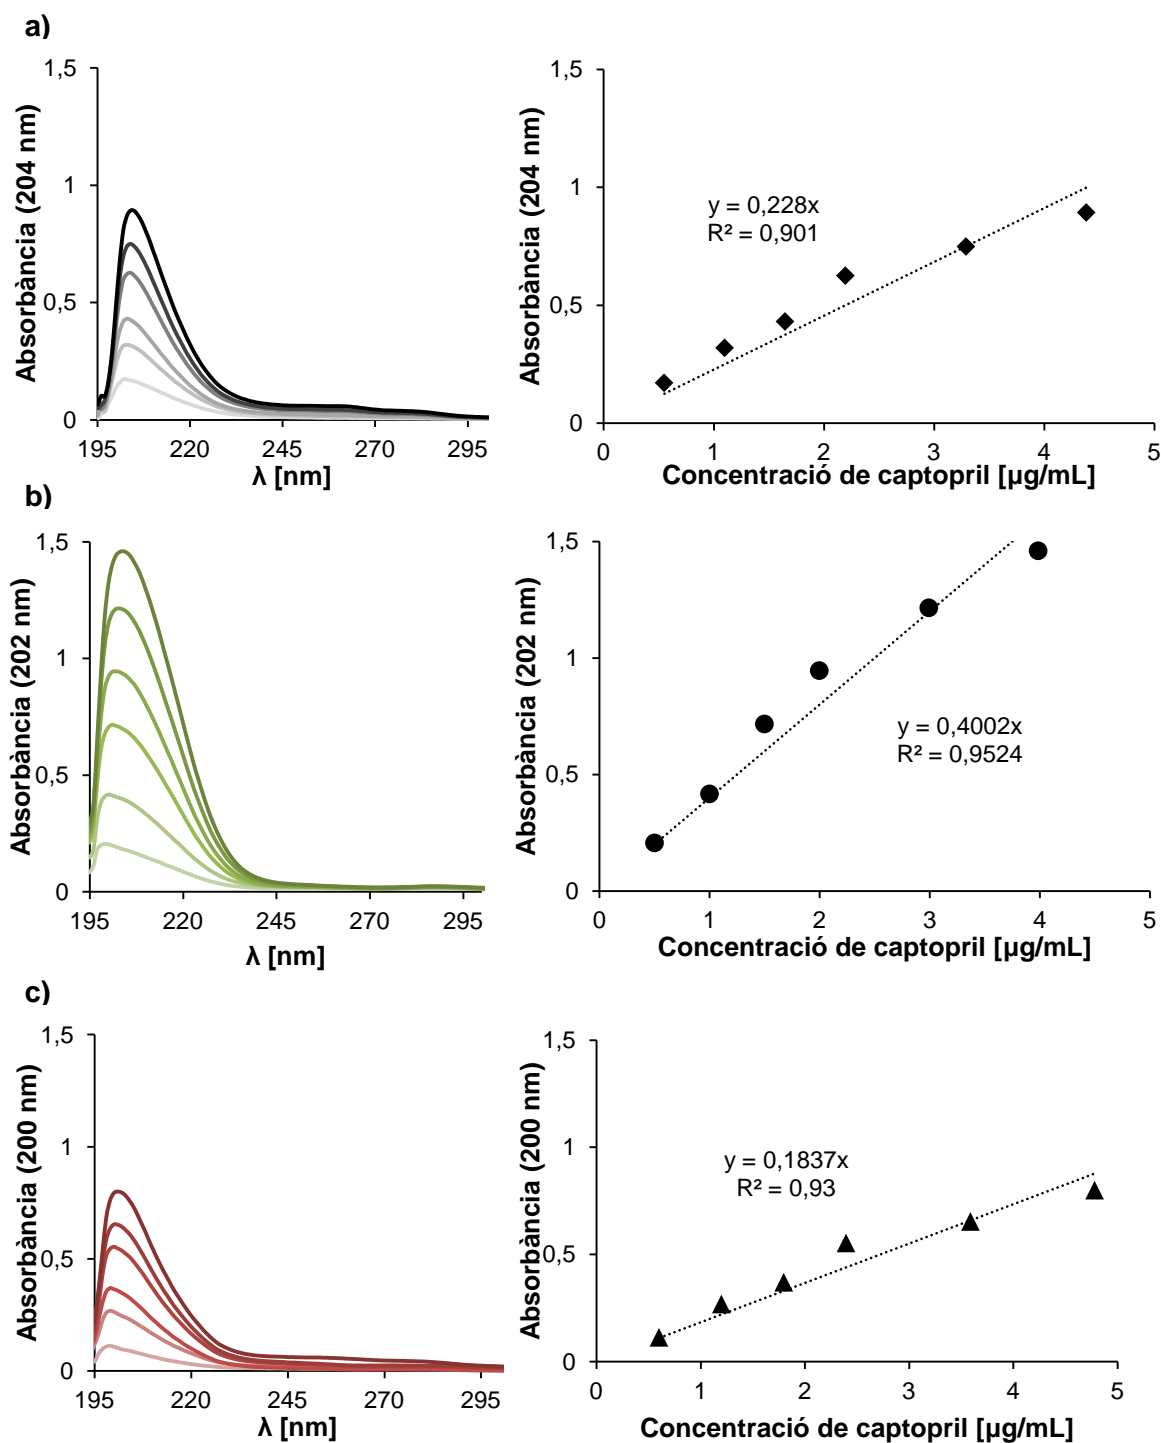 a)
Absorbància (204 nm)
1,5
1
0,5
0
195 220 245 270 295
λ [nm]
Absorbància (204 nm)
1,5
1
0,5
0
y = 0,228x
R² = 0,901
0 1 2 3 4 5
Concentració de captopril [µg/mL]
b)
Absorbància (202 nm)
1,5
1
0,5
0
195 220 245 270 295
λ [nm]
Absorbància (202 nm)
1,5
1
0,5
0
y = 0,4002x
R² = 0,9524
0 1 2 3 4 5
Concentració de captopril [µg/mL]
c)
Absorbància (200 nm)
1,5
1
0,5
0
195 220 245 270 295
λ [nm]
Absorbància (200 nm)
1,5
1
0,5
0
y = 0,1837x
R² = 0,93
0 1 2 3 4 5
Concentració de captopril [µg/mL]